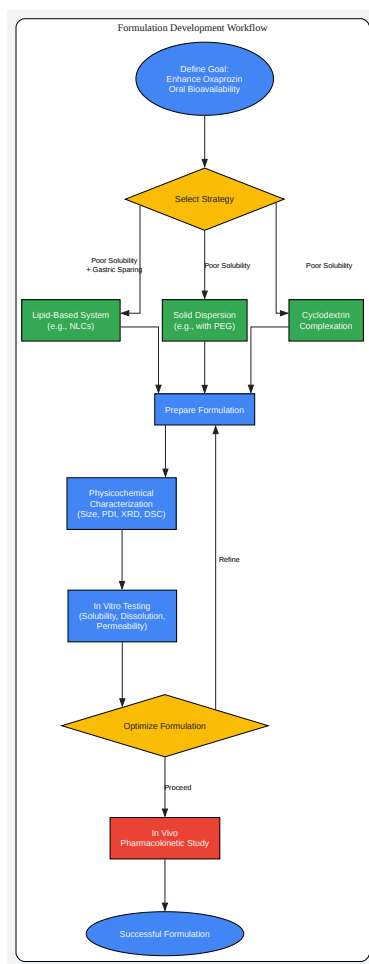 Formulation Development Workflow
Define Goal:
Enhance Oxaprozin
Oral Bioavailability
Select Strategy
Poor Solubility
+ Gastric Sparing
Poor Solubility
Poor Solubility
Lipid-Based System
(e.g., NLCs)
Solid Dispersion
(e.g., with PEG)
Cyclodextrin
Complexation
Prepare Formulation
Physicochemical
Characterization
(Size, PDI, XRD, DSC)
Refine
In Vitro Testing
(Solubility, Dissolution,
Permeability)
Optimize Formulation
Proceed
In Vivo
Pharmacokinetic Study
Successful Formulation